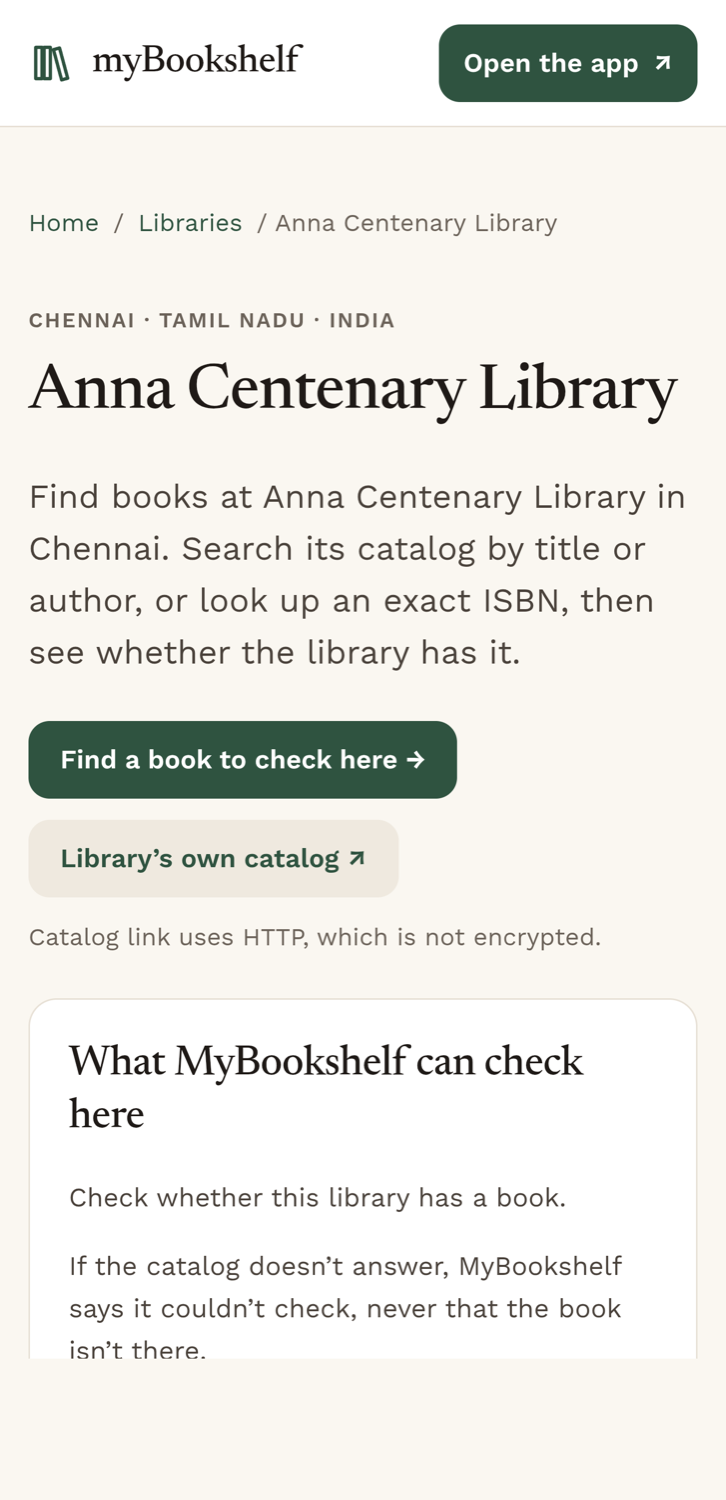 myBookshelf
Open the app ↗
Home / Libraries / Anna Centenary Library
CHENNAI · TAMIL NADU · INDIA
Anna Centenary Library
Find books at Anna Centenary Library in
Chennai. Search its catalog by title or
author, or look up an exact ISBN, then
see whether the library has it.
Find a book to check here →
Library’s own catalog ↗
Catalog link uses HTTP, which is not encrypted.
What MyBookshelf can check
here
Check whether this library has a book.
If the catalog doesn’t answer, MyBookshelf
says it couldn’t check, never that the book
isn’t there.